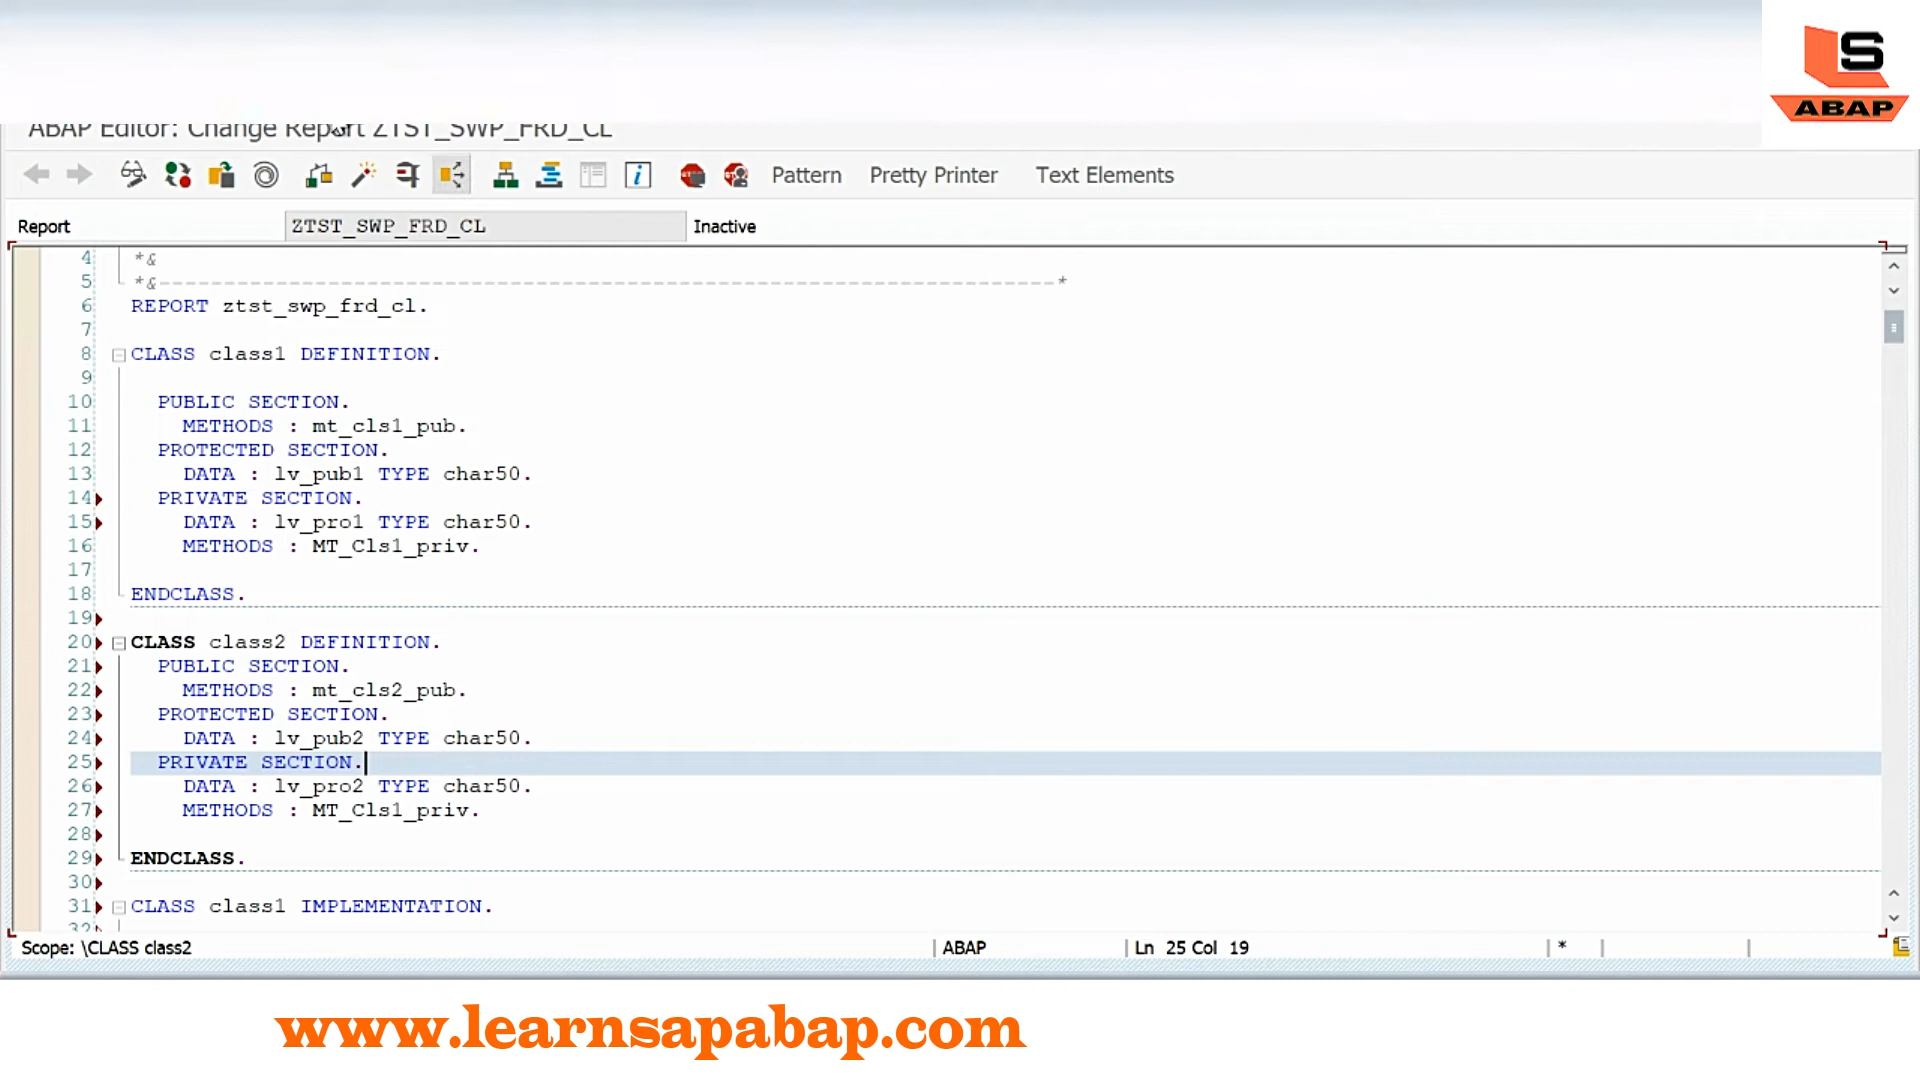 S
ABAP
ABAP Editor: Change Report ZTST_SWP_FRD_CL
Pattern Pretty Printer Text Elements
Report ZTST_SWP_FRD_CL Inactive
4 *&
5 *&---------------------------------------------------------------------*
6 REPORT ztst_swp_frd_cl.
7
8 CLASS class1 DEFINITION.
9
10 PUBLIC SECTION.
11 METHODS : mt_cls1_pub.
12 PROTECTED SECTION.
13 DATA : lv_pub1 TYPE char50.
14 PRIVATE SECTION.
15 DATA : lv_pro1 TYPE char50.
16 METHODS : MT_Cls1_priv.
17
18 ENDCLASS.
19
20 CLASS class2 DEFINITION.
21 PUBLIC SECTION.
22 METHODS : mt_cls2_pub.
23 PROTECTED SECTION.
24 DATA : lv_pub2 TYPE char50.
25 PRIVATE SECTION.
26 DATA : lv_pro2 TYPE char50.
27 METHODS : MT_Cls1_priv.
28
29 ENDCLASS.
30
31 CLASS class1 IMPLEMENTATION.
32
Scope: \CLASS class2 ABAP Ln 25 Col 19 *
www.learnsapabap.com